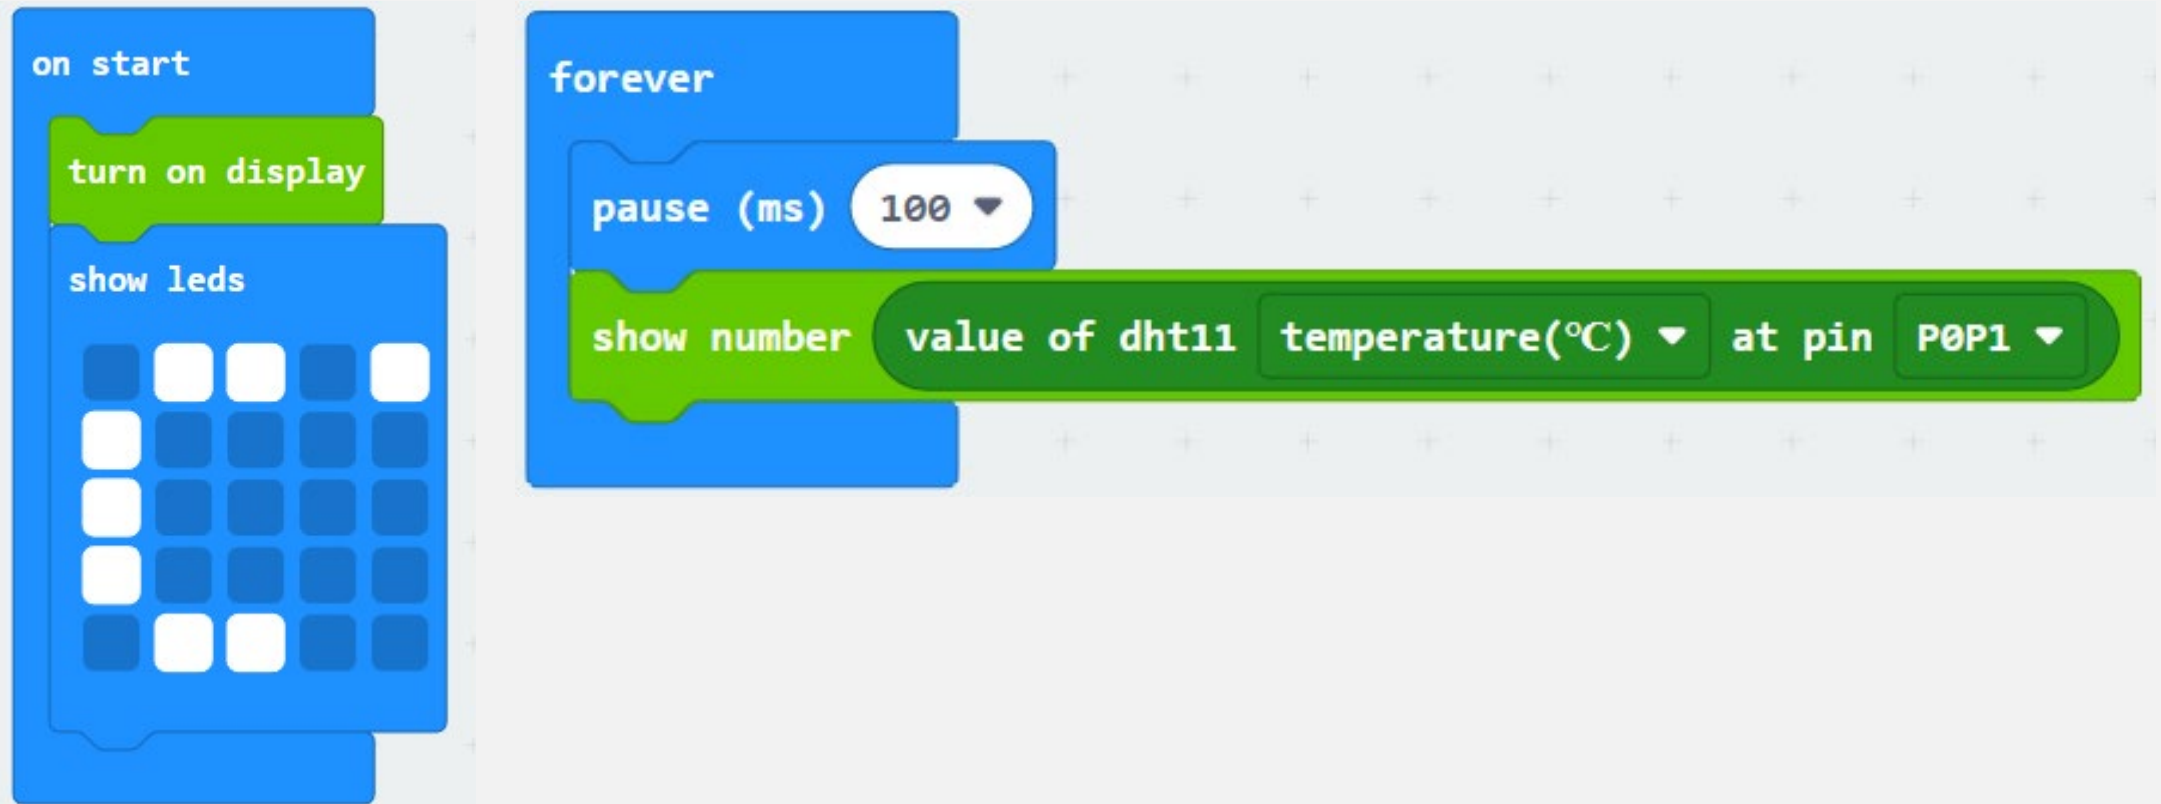 on start
turn on display
show leds
forever
pause (ms) 100
show number value of dht11 temperature(℃) at pin P0P1